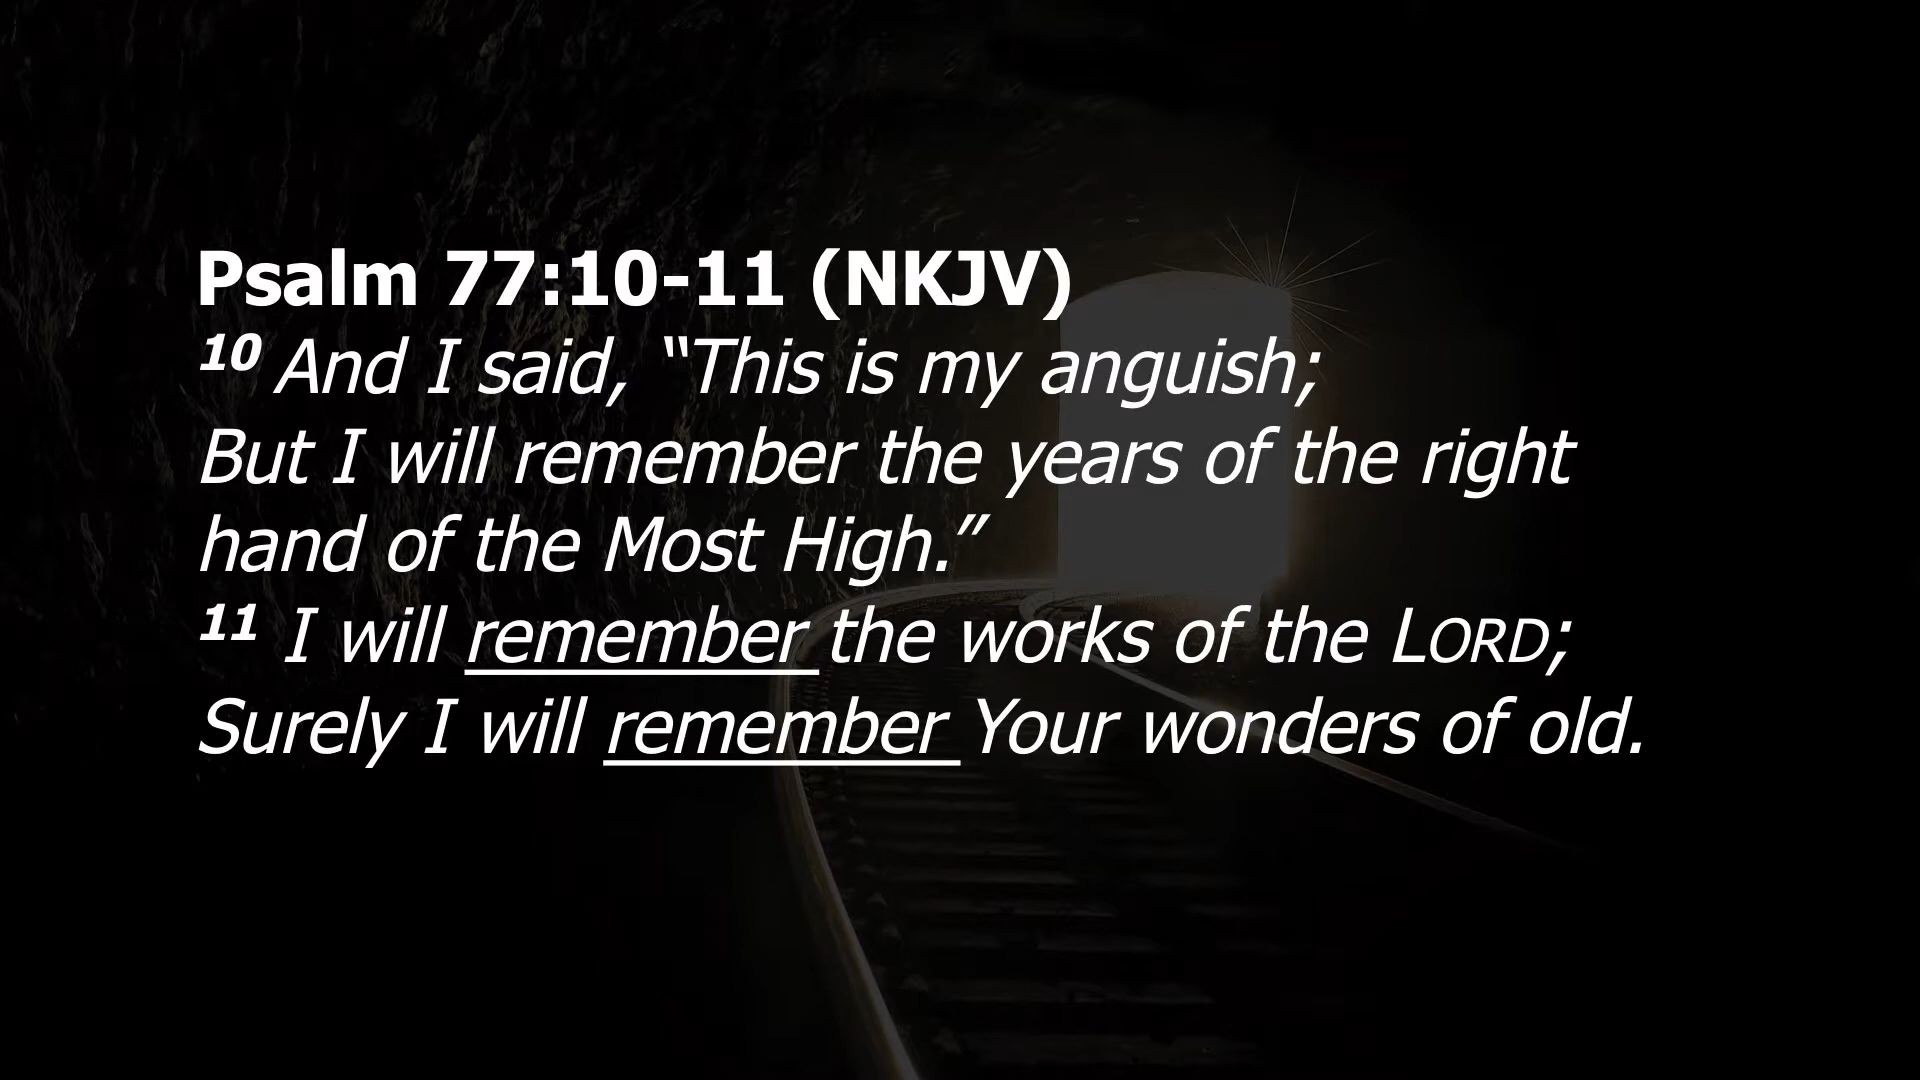 Psalm 77:10-11 (NKJV)
10 And I said, “This is my anguish;
But I will remember the years of the right
hand of the Most High.”
11 I will remember the works of the LORD;
Surely I will remember Your wonders of old.